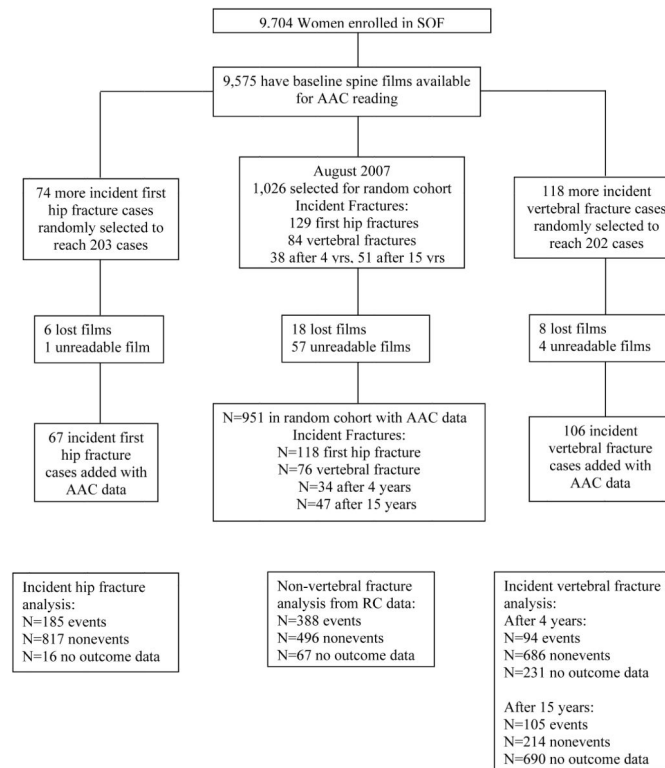 9,704 Women enrolled in SOF
9,575 have baseline spine films available
for AAC reading
74 more incident first
hip fracture cases
randomly selected to
reach 203 cases
August 2007
1,026 selected for random cohort
Incident Fractures:
129 first hip fractures
84 vertebral fractures
38 after 4 yrs, 51 after 15 yrs
118 more incident
vertebral fracture cases
randomly selected to
reach 202 cases
6 lost films
1 unreadable film
18 lost films
57 unreadable films
8 lost films
4 unreadable films
67 incident first
hip fracture
cases added with
AAC data
N=951 in random cohort with AAC data
Incident Fractures:
N=118 first hip fracture
N=76 vertebral fracture
N=34 after 4 years
N=47 after 15 years
106 incident
vertebral fracture
cases added with
AAC data
Incident hip fracture
analysis:
N=185 events
N=817 nonevents
N=16 no outcome data
Non-vertebral fracture
analysis from RC data:
N=388 events
N=496 nonevents
N=67 no outcome data
Incident vertebral fracture
analysis:
After 4 years:
N=94 events
N=686 nonevents
N=231 no outcome data
After 15 years:
N=105 events
N=214 nonevents
N=690 no outcome data